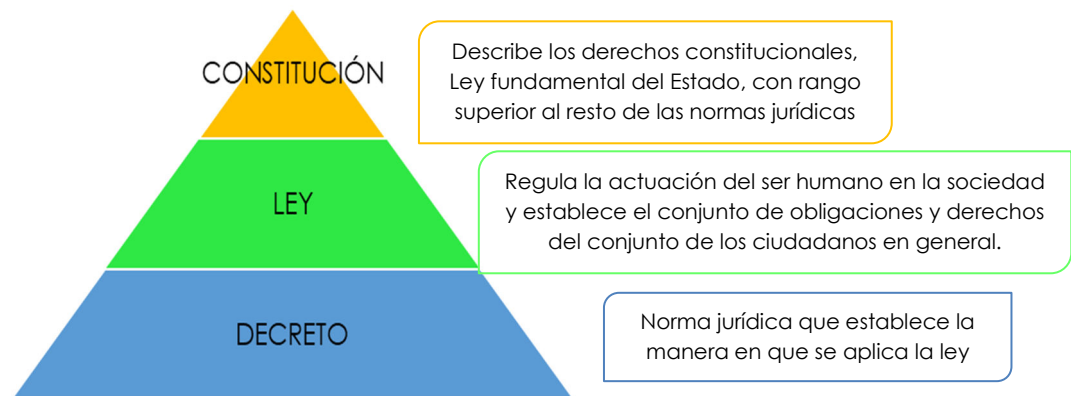 CONSTITUCIÓN
Describe los derechos constitucionales,
Ley fundamental del Estado, con rango
superior al resto de las normas jurídicas
LEY
Regula la actuación del ser humano en la sociedad
y establece el conjunto de obligaciones y derechos
del conjunto de los ciudadanos en general.
DECRETO
Norma jurídica que establece la
manera en que se aplica la ley